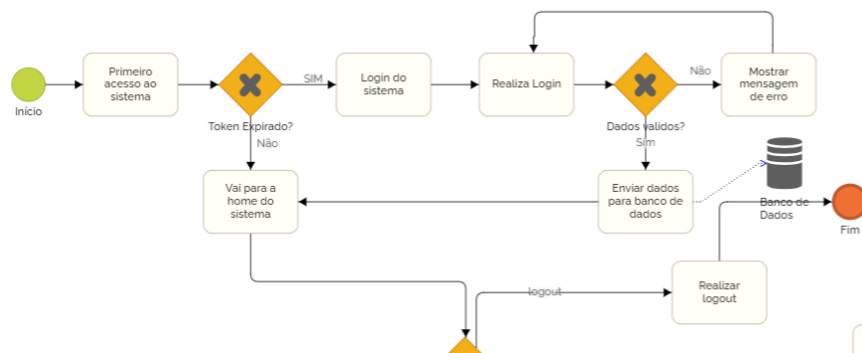 Início
Primeiro
acesso ao
sistema
Token Expirado?
SIM
Não
Login do
sistema
Realiza Login
Dados validos?
Não
Sim
Mostrar
mensagem
de erro
Vai para a
home do
sistema
Enviar dados
para banco de
dados
Banco de
Dados
Fim
logout
Realizar
logout